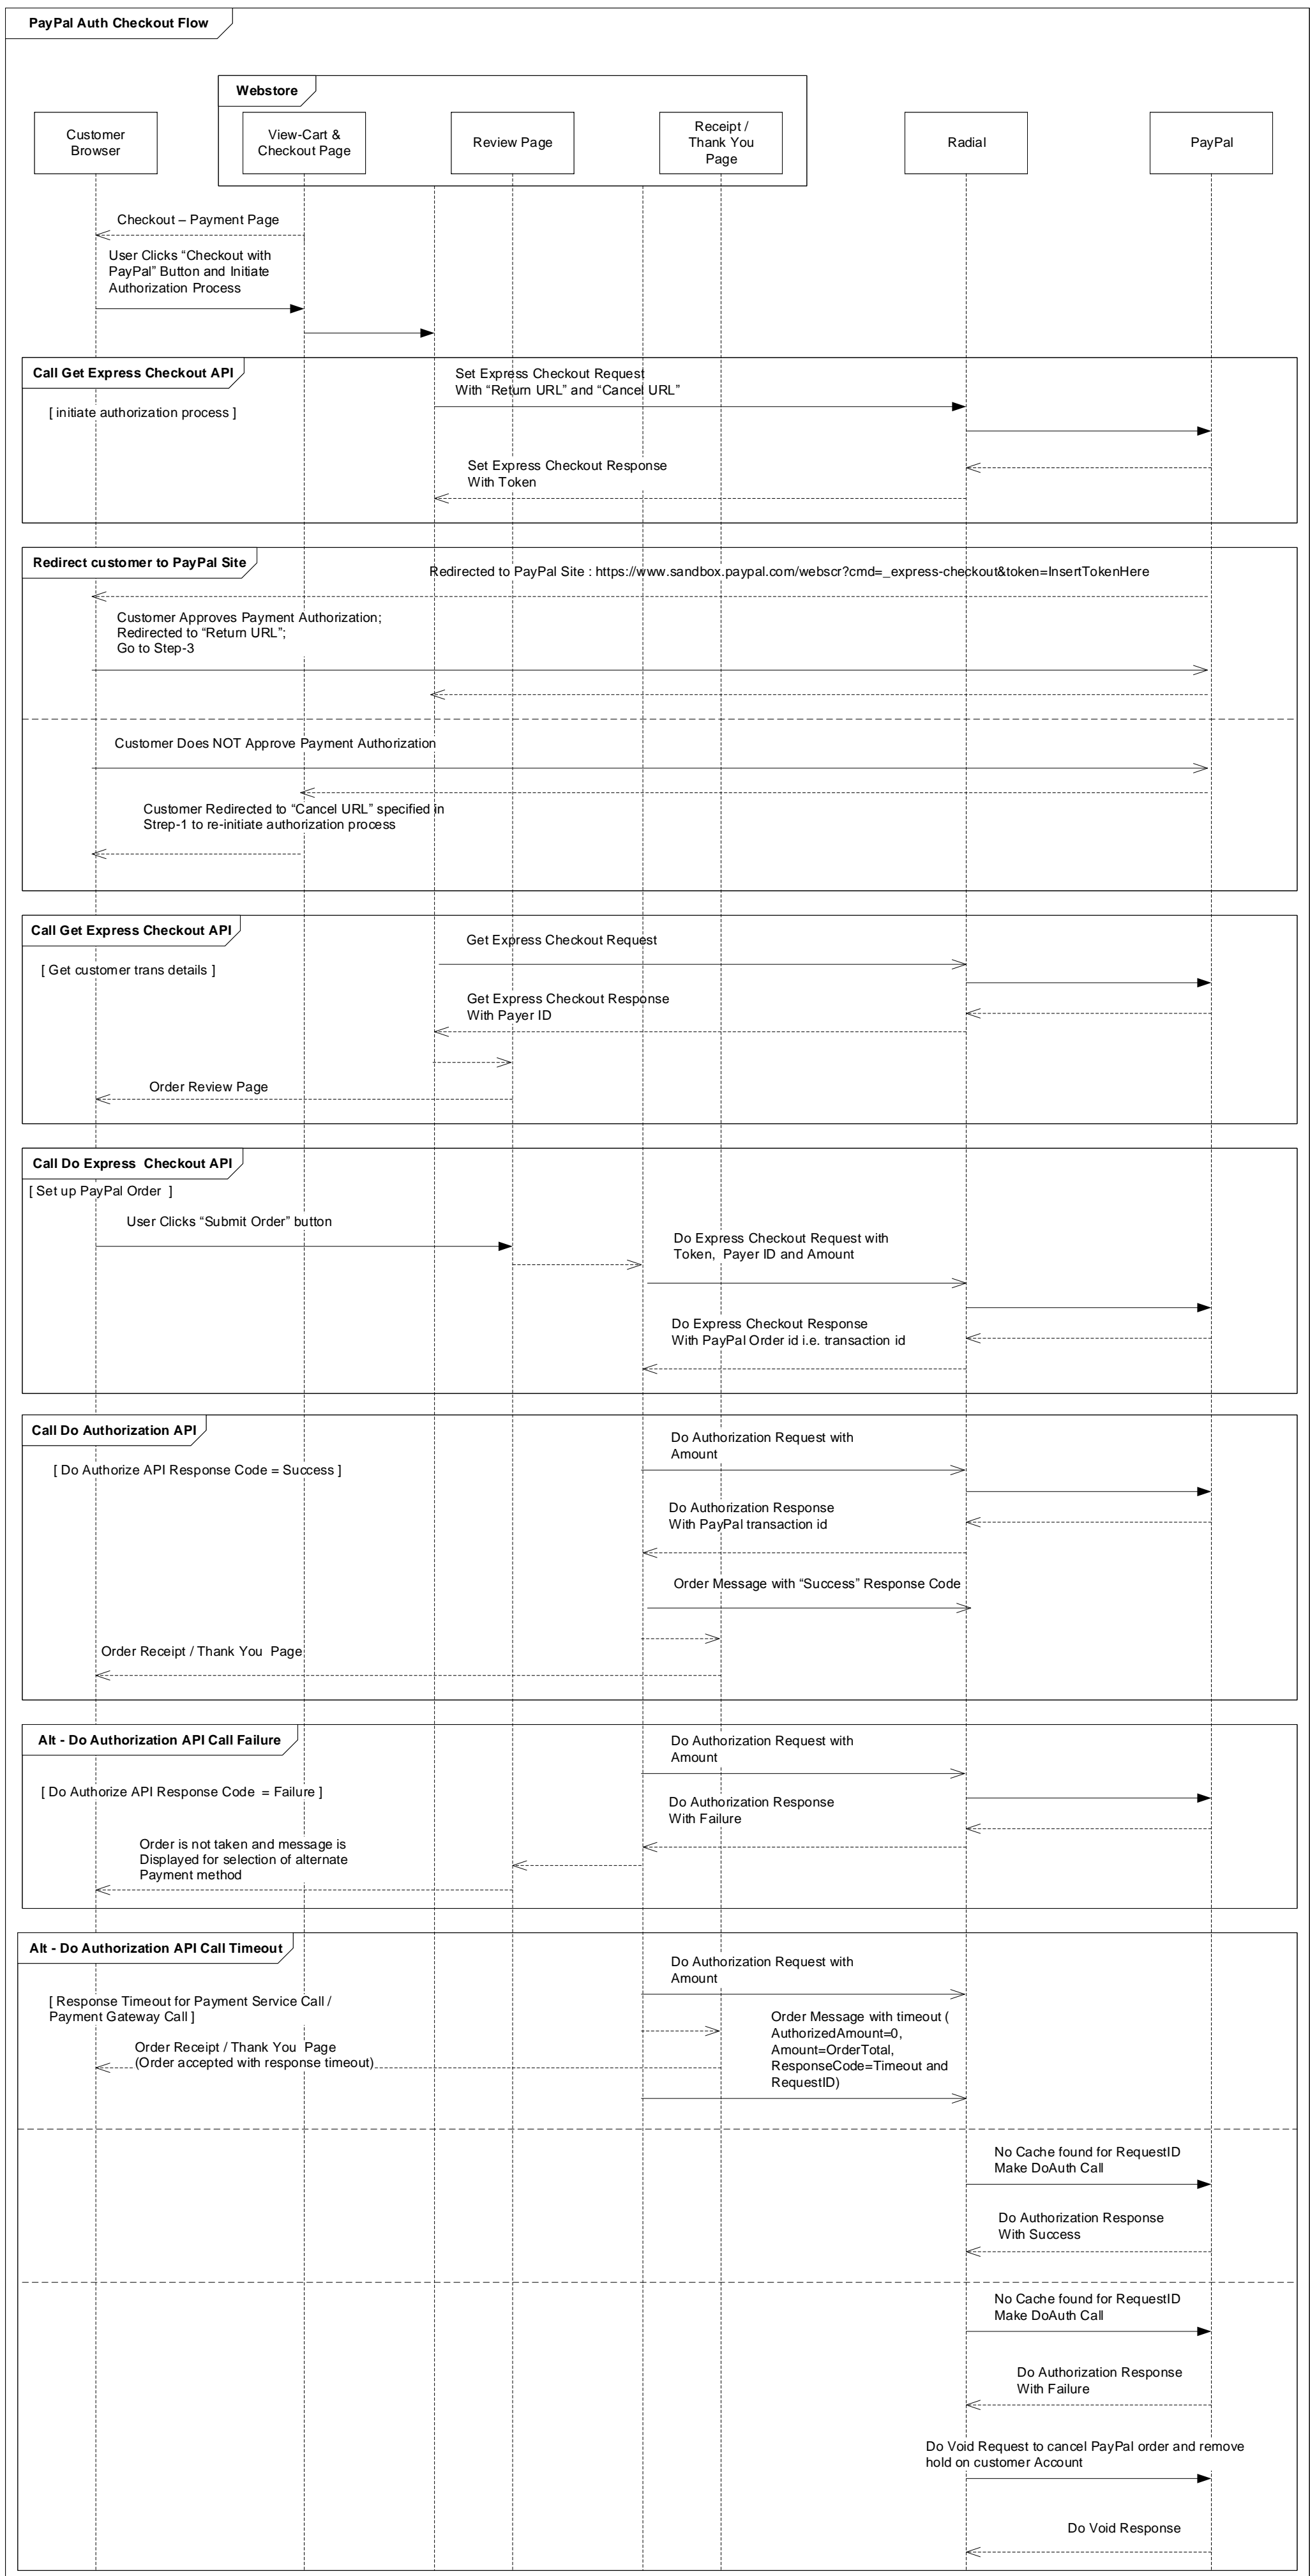 PayPal Auth Checkout Flow
Webstore
Customer
Browser
View-Cart &
Checkout Page
Review Page
Receipt /
Thank You
Page
Radial
PayPal
Checkout – Payment Page
User Clicks “Checkout with
PayPal” Button and Initiate
Authorization Process
Call Get Express Checkout API
[ initiate authorization process ]
Set Express Checkout Request
With “Return URL” and “Cancel URL”
Set Express Checkout Response
With Token
Redirect customer to PayPal Site
Redirected to PayPal Site : https://www.sandbox.paypal.com/webscr?cmd=_express-checkout&token=InsertTokenHere
Customer Approves Payment Authorization;
Redirected to “Return URL”;
Go to Step-3
Customer Does NOT Approve Payment Authorization
Customer Redirected to “Cancel URL” specified in
Strep-1 to re-initiate authorization process
Call Get Express Checkout API
[ Get customer trans details ]
Get Express Checkout Request
Get Express Checkout Response
With Payer ID
Order Review Page
Call Do Express  Checkout API
[ Set up PayPal Order  ]
User Clicks “Submit Order” button
Do Express Checkout Request with
Token,  Payer ID and Amount
Do Express Checkout Response
With PayPal Order id i.e. transaction id
Call Do Authorization API
[ Do Authorize API Response Code = Success ]
Do Authorization Request with
Amount
Do Authorization Response
With PayPal transaction id
Order Message with “Success” Response Code
Order Receipt / Thank You  Page
Alt - Do Authorization API Call Failure
[ Do Authorize API Response Code  = Failure ]
Do Authorization Request with
Amount
Do Authorization Response
With Failure
Order is not taken and message is
Displayed for selection of alternate
Payment method
Alt - Do Authorization API Call Timeout
[ Response Timeout for Payment Service Call /
Payment Gateway Call ]
Do Authorization Request with
Amount
Order Message with timeout (
AuthorizedAmount=0,
Amount=OrderTotal,
ResponseCode=Timeout and
RequestID)
Order Receipt / Thank You  Page
(Order accepted with response timeout)
No Cache found for RequestID
Make DoAuth Call
Do Authorization Response
With Success
No Cache found for RequestID
Make DoAuth Call
Do Authorization Response
With Failure
Do Void Request to cancel PayPal order and remove
hold on customer Account
Do Void Response